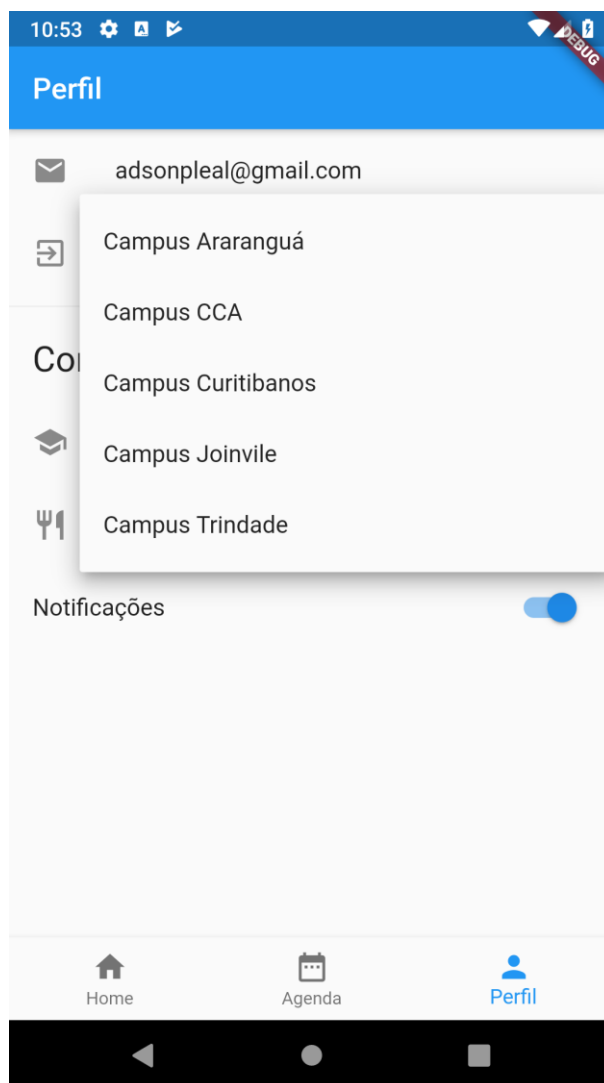 10:53
DEBUG
Perfil
adsonpleal@gmail.com
Campus Araranguá
Campus CCA
Co
Campus Curitibanos
Campus Joinvile
Campus Trindade
Notificações
Home
Agenda
Perfil